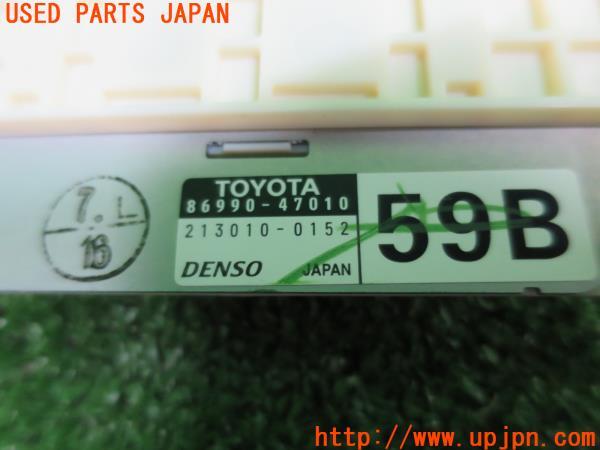 USED PARTS JAPAN
7. L
16
TOYOTA
86990-47010
213010-0152
DENSO
JAPAN
59B
http://www.upjpn.com